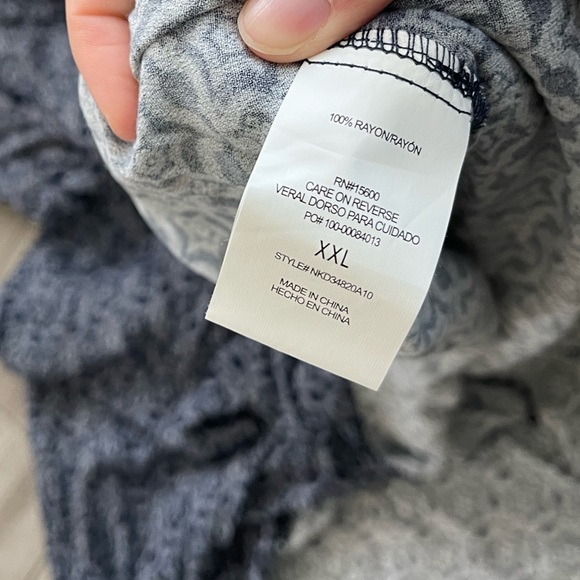 100% RAYON/RAYÓN
RN#15600
CARE ON REVERSE
VERAL DORSO PARA CUIDADO
PO# 100-00084013
XXL
STYLE# NKD34820A10
MADE IN CHINA
HECHO EN CHINA